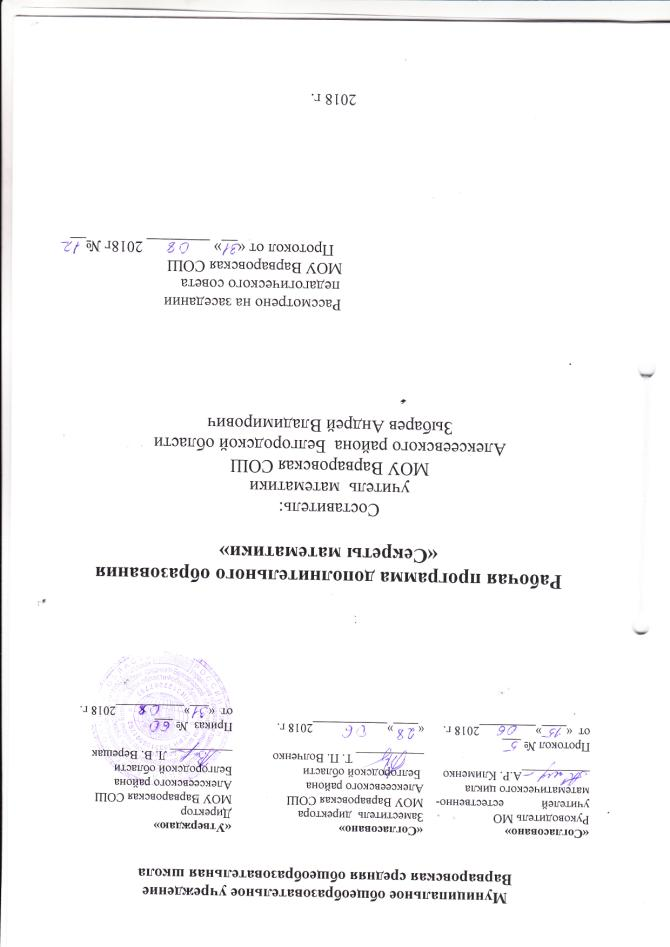 Муниципальное общеобразовательное учреждение
Варваровская средняя общеобразовательная школа
«Согласовано»
Руководитель МО
учителей естественно-
математического цикла
А.Р. Клименко
Протокол № 5
от «15» 06 2018 г.
«Согласовано»
Заместитель директора
МОУ Варваровская СОШ
Алексеевского района
Белгородской области
Т. П. Волченко
«28» 06 2018 г.
«Утверждаю»
Директор
МОУ Варваровская СОШ
Алексеевского района
Белгородской области
Л. В. Верещак
Приказ № 60
от «31» 08 2018 г.
Рабочая программа дополнительного образования
«Секреты математики»
Составитель:
учитель математики
МОУ Варваровская СОШ
Алексеевского района Белгородской области
Зыбарев Андрей Владимирович
Рассмотрено на заседании
педагогического совета
МОУ Варваровская СОШ
Протокол от «31» 08 2018г № 12
2018 г.